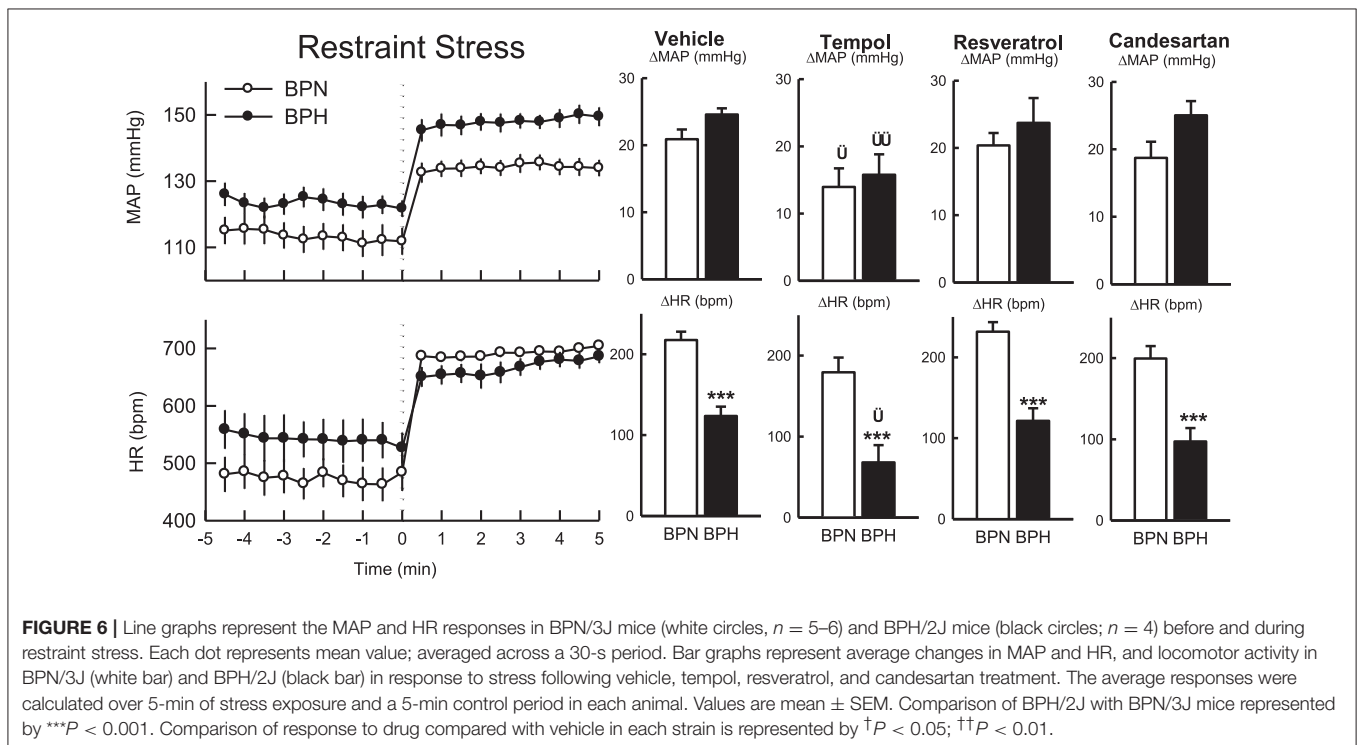 Restraint Stress
BPN
BPH
MAP (mmHg)
150
130
110
HR (bpm)
700
600
500
400
-5 -4 -3 -2 -1 0 1 2 3 4 5
Time (min)
Vehicle
ΔMAP (mmHg)
30
20
10
0
ΔHR (bpm)
200
100
0
***
BPN BPH
Tempol
ΔMAP (mmHg)
30
20
10
0
Ü
ÜÜ
ΔHR (bpm)
200
100
0
Ü
***
BPN BPH
Resveratrol
ΔMAP (mmHg)
30
20
10
0
ΔHR (bpm)
200
100
0
***
BPN BPH
Candesartan
ΔMAP (mmHg)
30
20
10
0
ΔHR (bpm)
200
100
0
***
BPN BPH
FIGURE 6 | Line graphs represent the MAP and HR responses in BPN/3J mice (white circles, n = 5–6) and BPH/2J mice (black circles; n = 4) before and during
restraint stress. Each dot represents mean value; averaged across a 30-s period. Bar graphs represent average changes in MAP and HR, and locomotor activity in
BPN/3J (white bar) and BPH/2J (black bar) in response to stress following vehicle, tempol, resveratrol, and candesartan treatment. The average responses were
calculated over 5-min of stress exposure and a 5-min control period in each animal. Values are mean ± SEM. Comparison of BPH/2J with BPN/3J mice represented
by ***P < 0.001. Comparison of response to drug compared with vehicle in each strain is represented by †P < 0.05; ††P < 0.01.